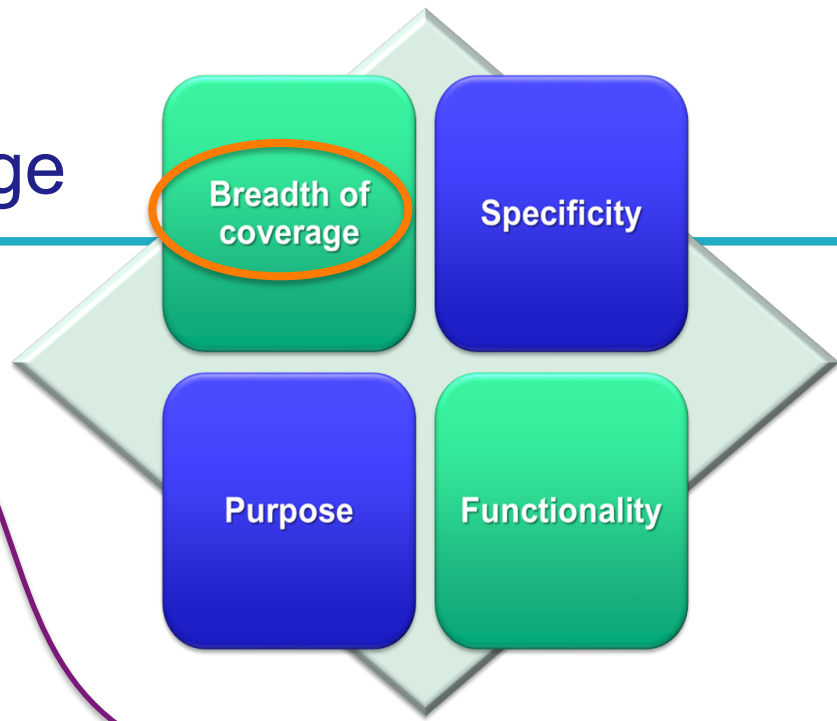 ge
Breadth of
coverage
Specificity
Purpose
Functionality